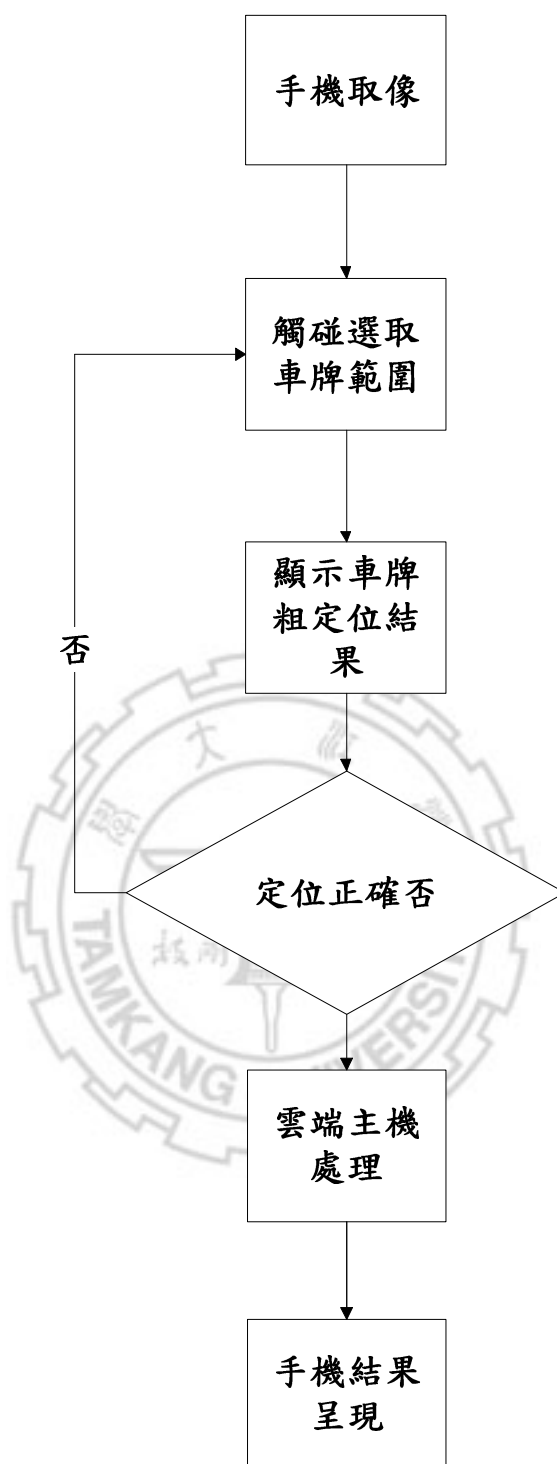 手機取像
觸碰選取
車牌範圍
顯示車牌
粗定位結
果
否
定位正確否
雲端主機
處理
手機結果
呈現
TAMKANG